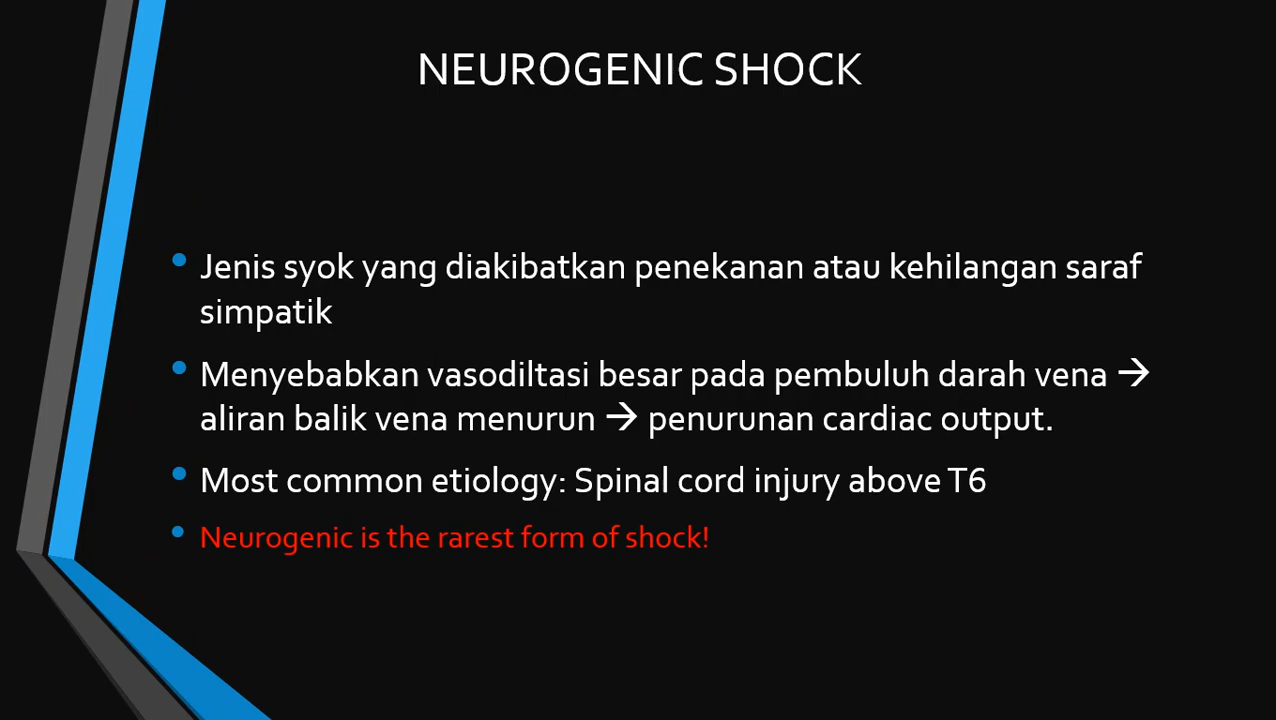 NEUROGENIC SHOCK
• Jenis syok yang diakibatkan penekanan atau kehilangan saraf
simpatik
• Menyebabkan vasodiltasi besar pada pembuluh darah vena →
aliran balik vena menurun → penurunan cardiac output.
• Most common etiology: Spinal cord injury above T6
• Neurogenic is the rarest form of shock!